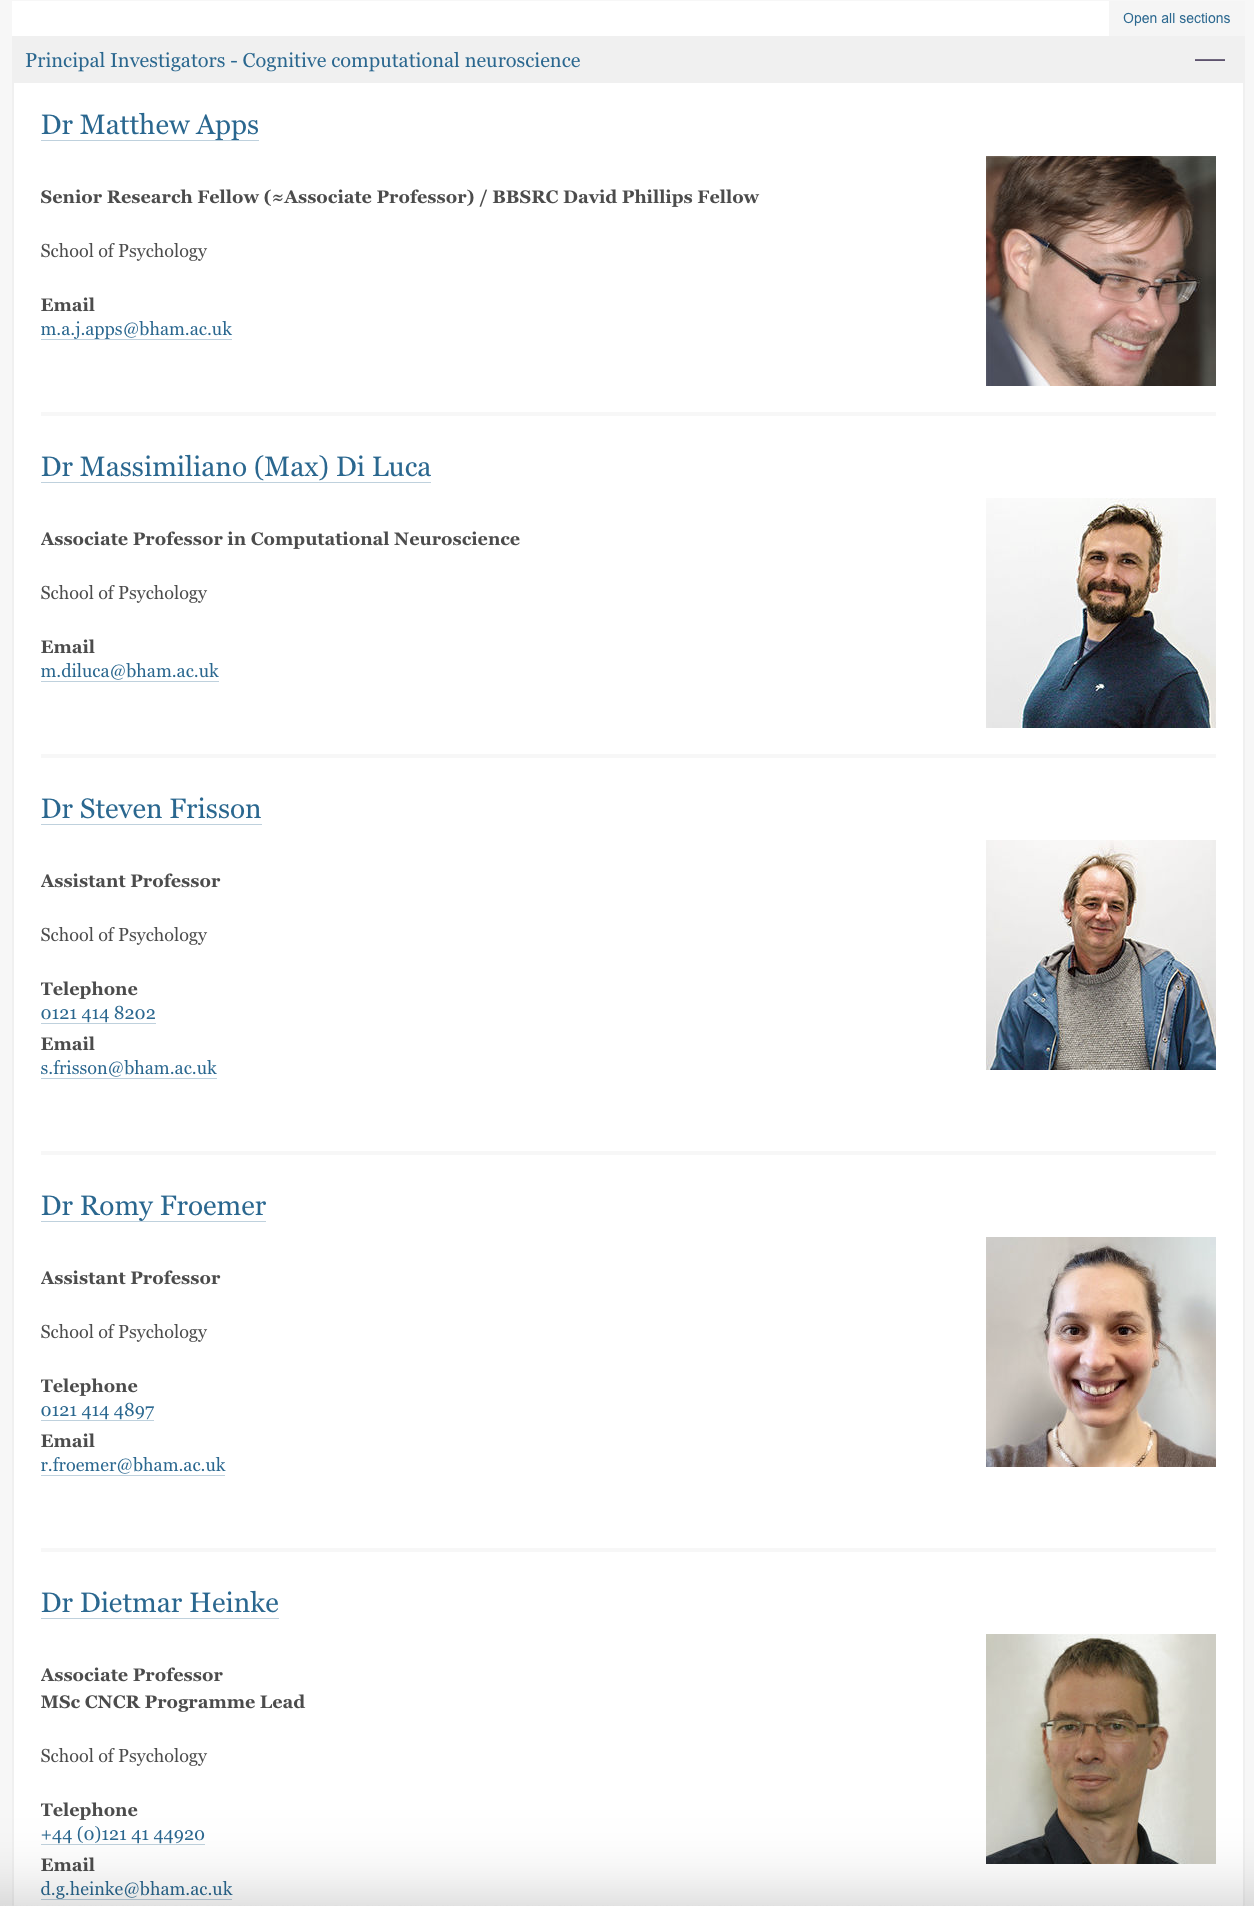 Open all sections
Principal Investigators - Cognitive computational neuroscience
Dr Matthew Apps
Senior Research Fellow (≈Associate Professor) / BBSRC David Phillips Fellow
School of Psychology
Email
m.a.j.apps@bham.ac.uk
Dr Massimiliano (Max) Di Luca
Associate Professor in Computational Neuroscience
School of Psychology
Email
m.diluca@bham.ac.uk
Dr Steven Frisson
Assistant Professor
School of Psychology
Telephone
0121 414 8202
Email
s.frisson@bham.ac.uk
Dr Romy Froemer
Assistant Professor
School of Psychology
Telephone
0121 414 4897
Email
r.froemer@bham.ac.uk
Dr Dietmar Heinke
Associate Professor
MSc CNCR Programme Lead
School of Psychology
Telephone
+44 (0)121 41 44920
Email
d.g.heinke@bham.ac.uk